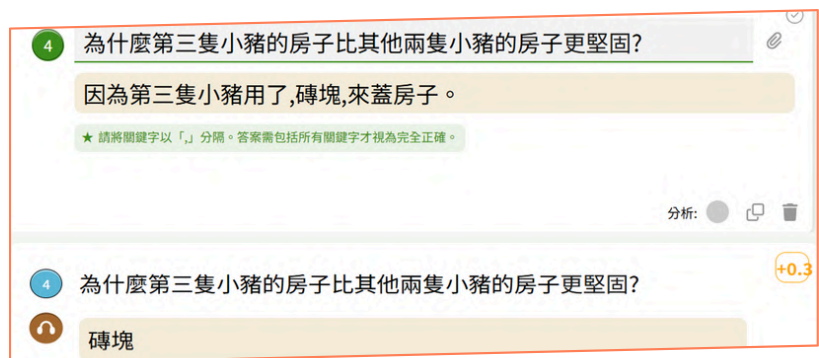 4 為什麼第三隻小豬的房子比其他兩隻小豬的房子更堅固?
因為第三隻小豬用了,磚塊,來蓋房子。
★ 請將關鍵字以「,」分隔。答案需包括所有關鍵字才視為完全正確。
分析:
+0.3
4 為什麼第三隻小豬的房子比其他兩隻小豬的房子更堅固?
磚塊